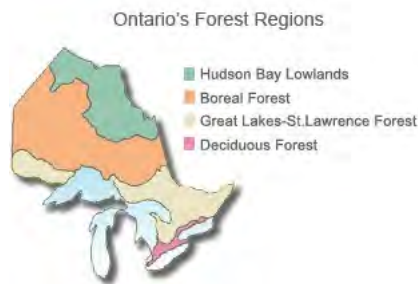 Ontario's Forest Regions
Hudson Bay Lowlands
Boreal Forest
Great Lakes-St.Lawrence Forest
Deciduous Forest